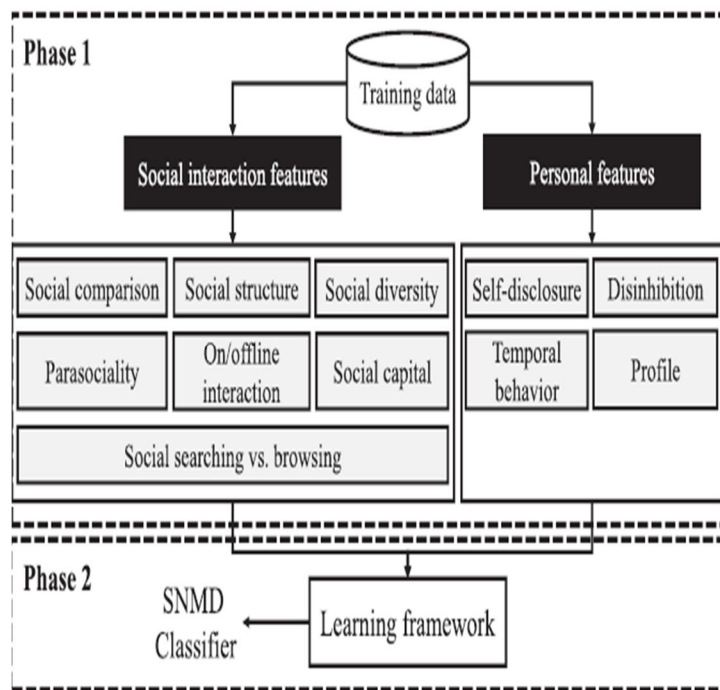 Phase 1
Training data
Social interaction features
Personal features
Social comparison
Social structure
Social diversity
Self-disclosure
Disinhibition
Parasociality
On/offline
interaction
Social capital
Temporal
behavior
Profile
Social searching vs. browsing
Phase 2
SNMD
Classifier
Learning framework